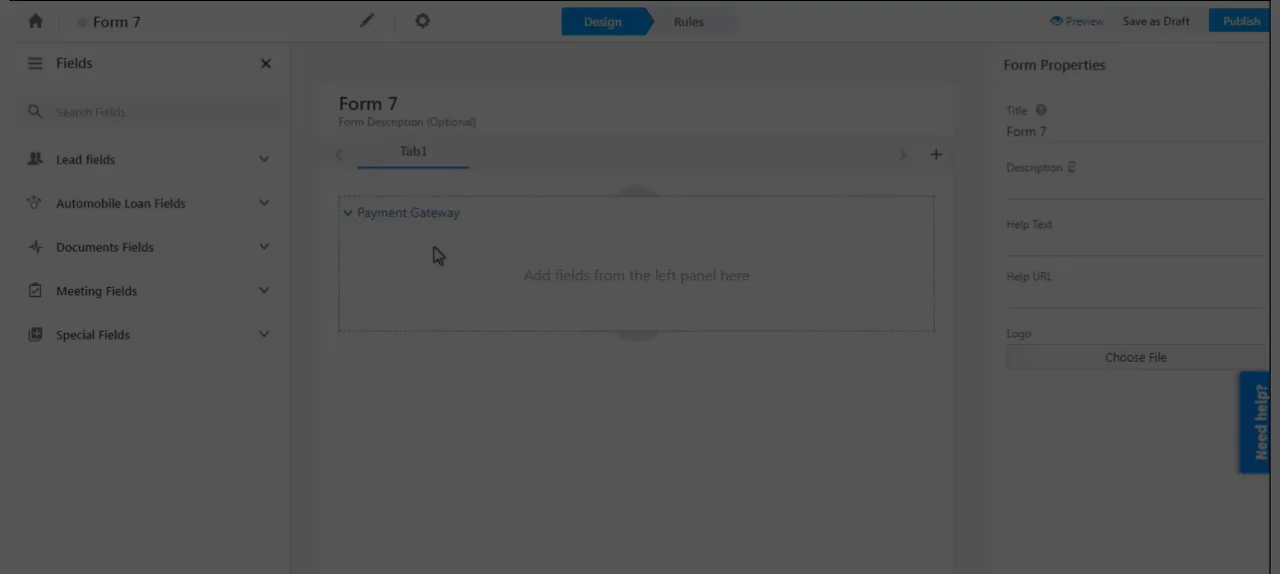 Form 7
Design
Rules
Preview
Save as Draft
Publish
Fields
Search Fields
Lead fields
Automobile Loan Fields
Documents Fields
Meeting Fields
Special Fields
Form 7
Form Description (Optional)
Tab1
Payment Gateway
Add fields from the left panel here
Form Properties
Title
Form 7
Description
Help Text
Help URL
Logo
Choose File
Need help?